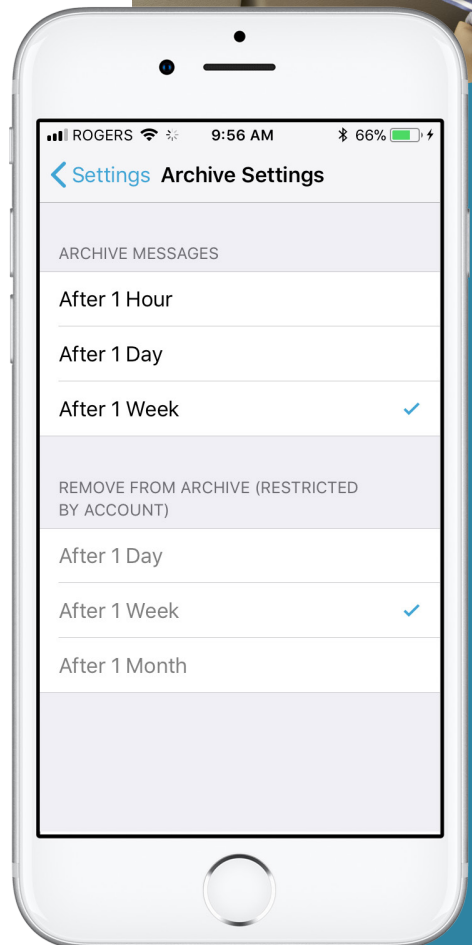 ROGERS 9:56 AM 66%
Settings Archive Settings
ARCHIVE MESSAGES
After 1 Hour
After 1 Day
After 1 Week
REMOVE FROM ARCHIVE (RESTRICTED
BY ACCOUNT)
After 1 Day
After 1 Week
After 1 Month